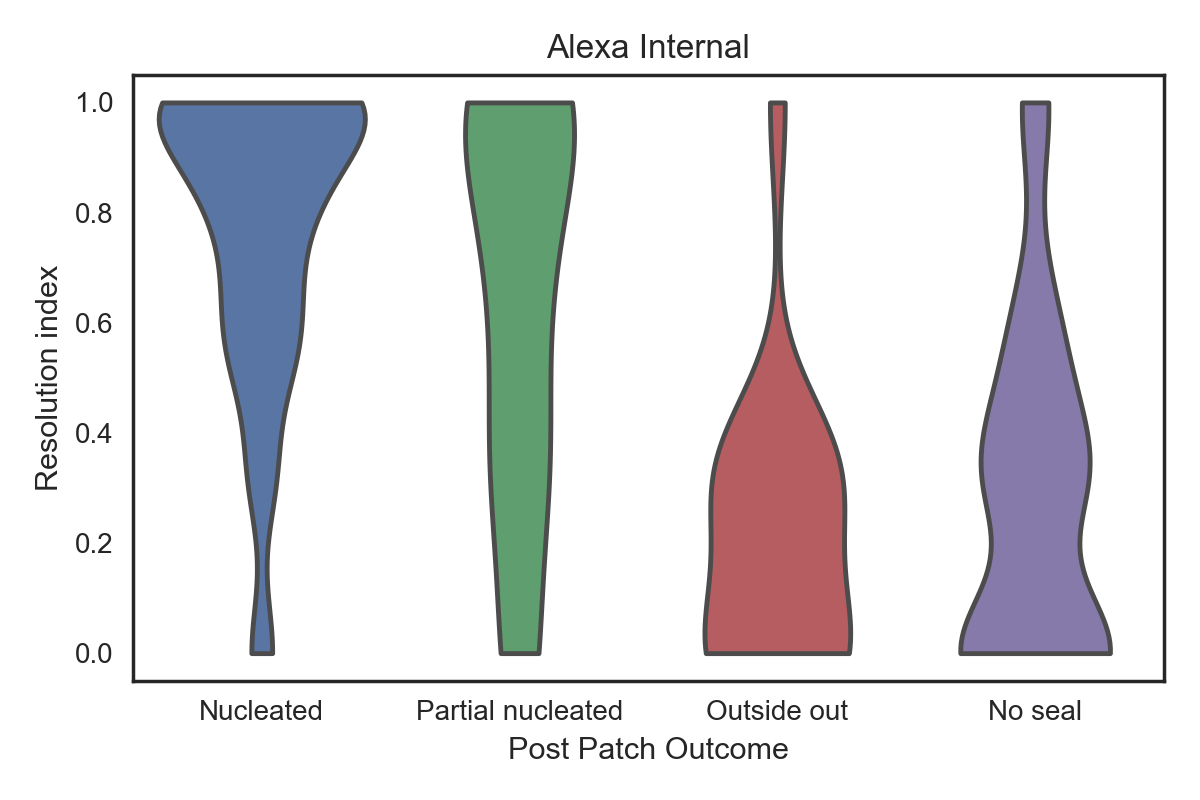 Alexa Internal
1.0
0.8
0.6
0.4
0.2
0.0
Resolution index
Nucleated
Partial nucleated
Outside out
No seal
Post Patch Outcome